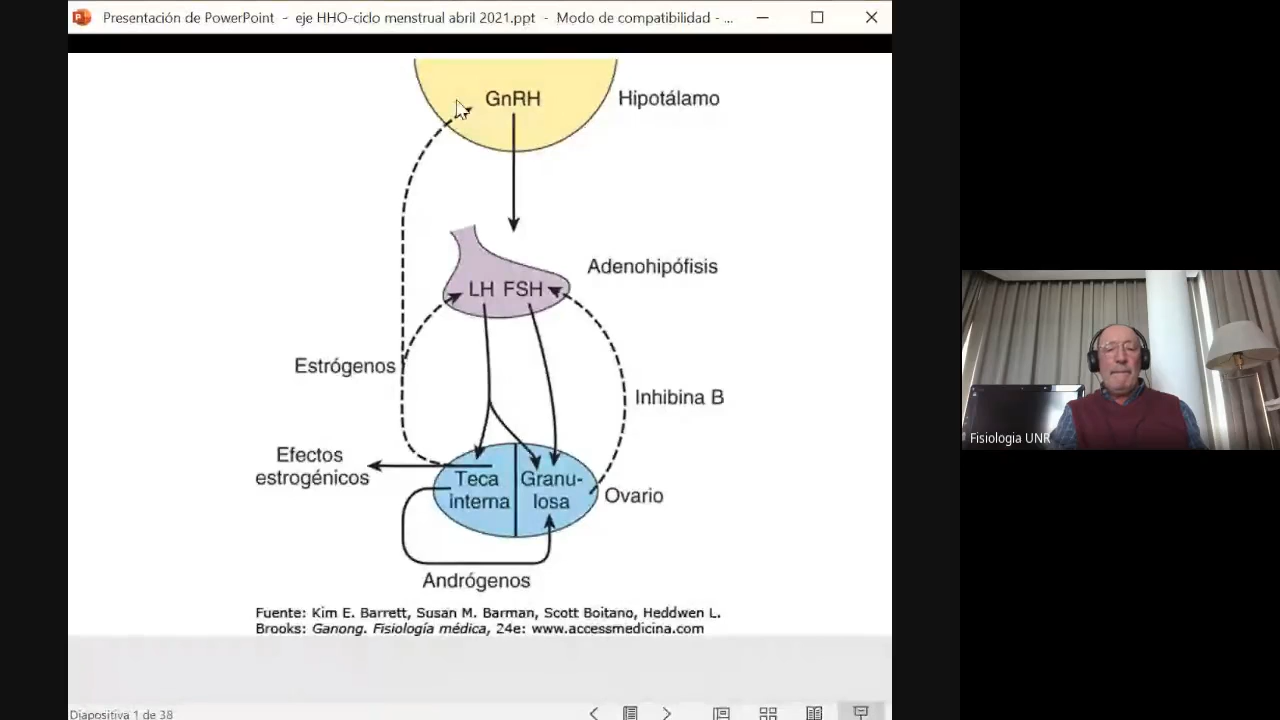 Presentación de PowerPoint - eje HHO-ciclo menstrual abril 2021.ppt - Modo de compatibilidad - ...
GnRH
Hipotálamo
Adenohipófisis
LH FSH
Estrógenos
Inhibina B
Efectos
estrogénicos
Teca
interna
Granu-
losa
Ovario
Andrógenos
Fuente: Kim E. Barrett, Susan M. Barman, Scott Boitano, Heddwen L.
Brooks: Ganong. Fisiología médica, 24e: www.accessmedicina.com
Diapositiva 1 de 38
Fisiologia UNR